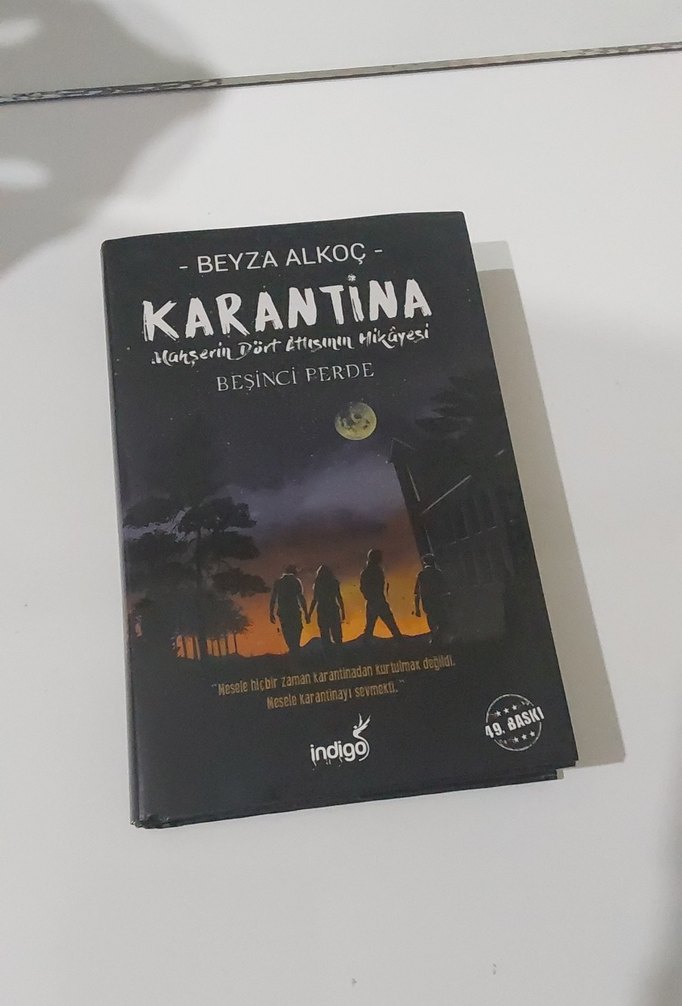 - BEYZA ALKOÇ -
KARANTİNA
Mahşerin Dört Atlısının Hikâyesi
BEŞİNCİ PERDE
"Mesele hiçbir zaman karantinadan kurtulmak değildi.
Mesele karantinayı sevmekti."
49. BASKI
indigo